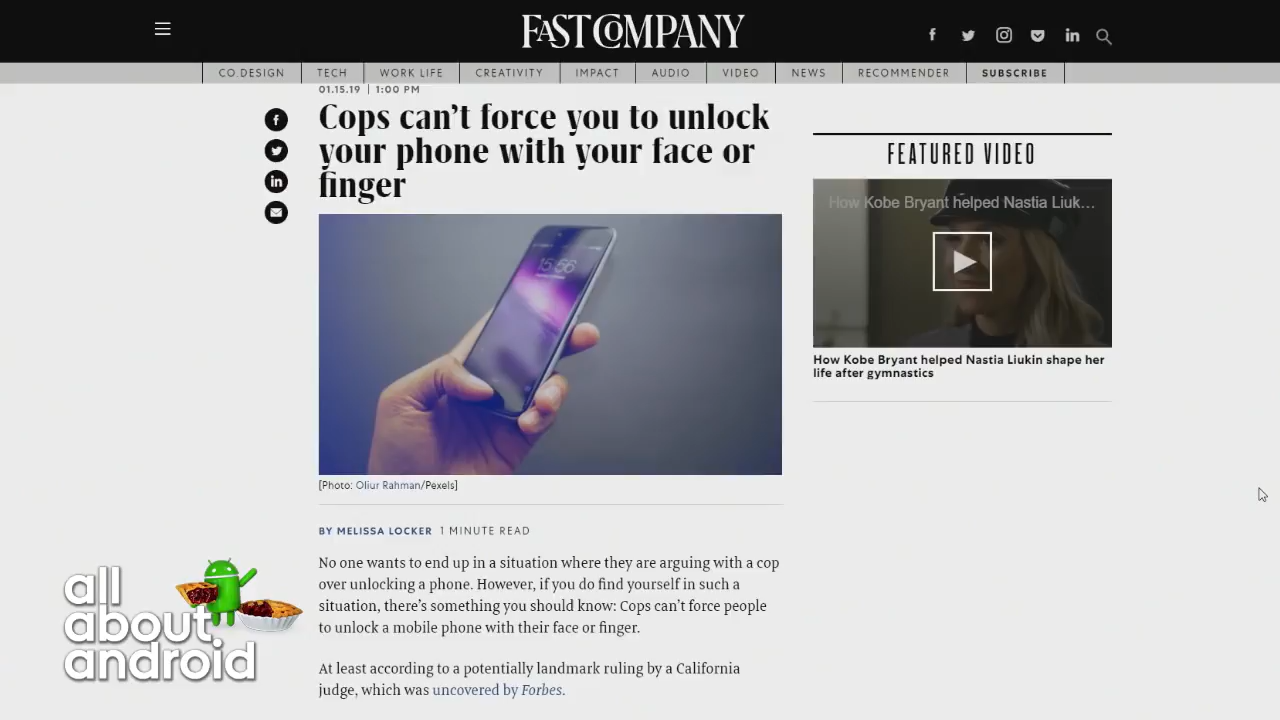 FAST COMPANY
CO.DESIGN
TECH
WORK LIFE
CREATIVITY
IMPACT
AUDIO
VIDEO
NEWS
RECOMMENDER
SUBSCRIBE
01.15.19 | 1:00 PM
Cops can’t force you to unlock
your phone with your face or
finger
15:56
[Photo: Oliur Rahman/Pexels]
BY MELISSA LOCKER 1 MINUTE READ
No one wants to end up in a situation where they are arguing with a cop
over unlocking a phone. However, if you do find yourself in such a
situation, there’s something you should know: Cops can’t force people
to unlock a mobile phone with their face or finger.
At least according to a potentially landmark ruling by a California
judge, which was uncovered by Forbes.
FEATURED VIDEO
How Kobe Bryant helped Nastia Liuk…
How Kobe Bryant helped Nastia Liukin shape her
life after gymnastics
all
about
android